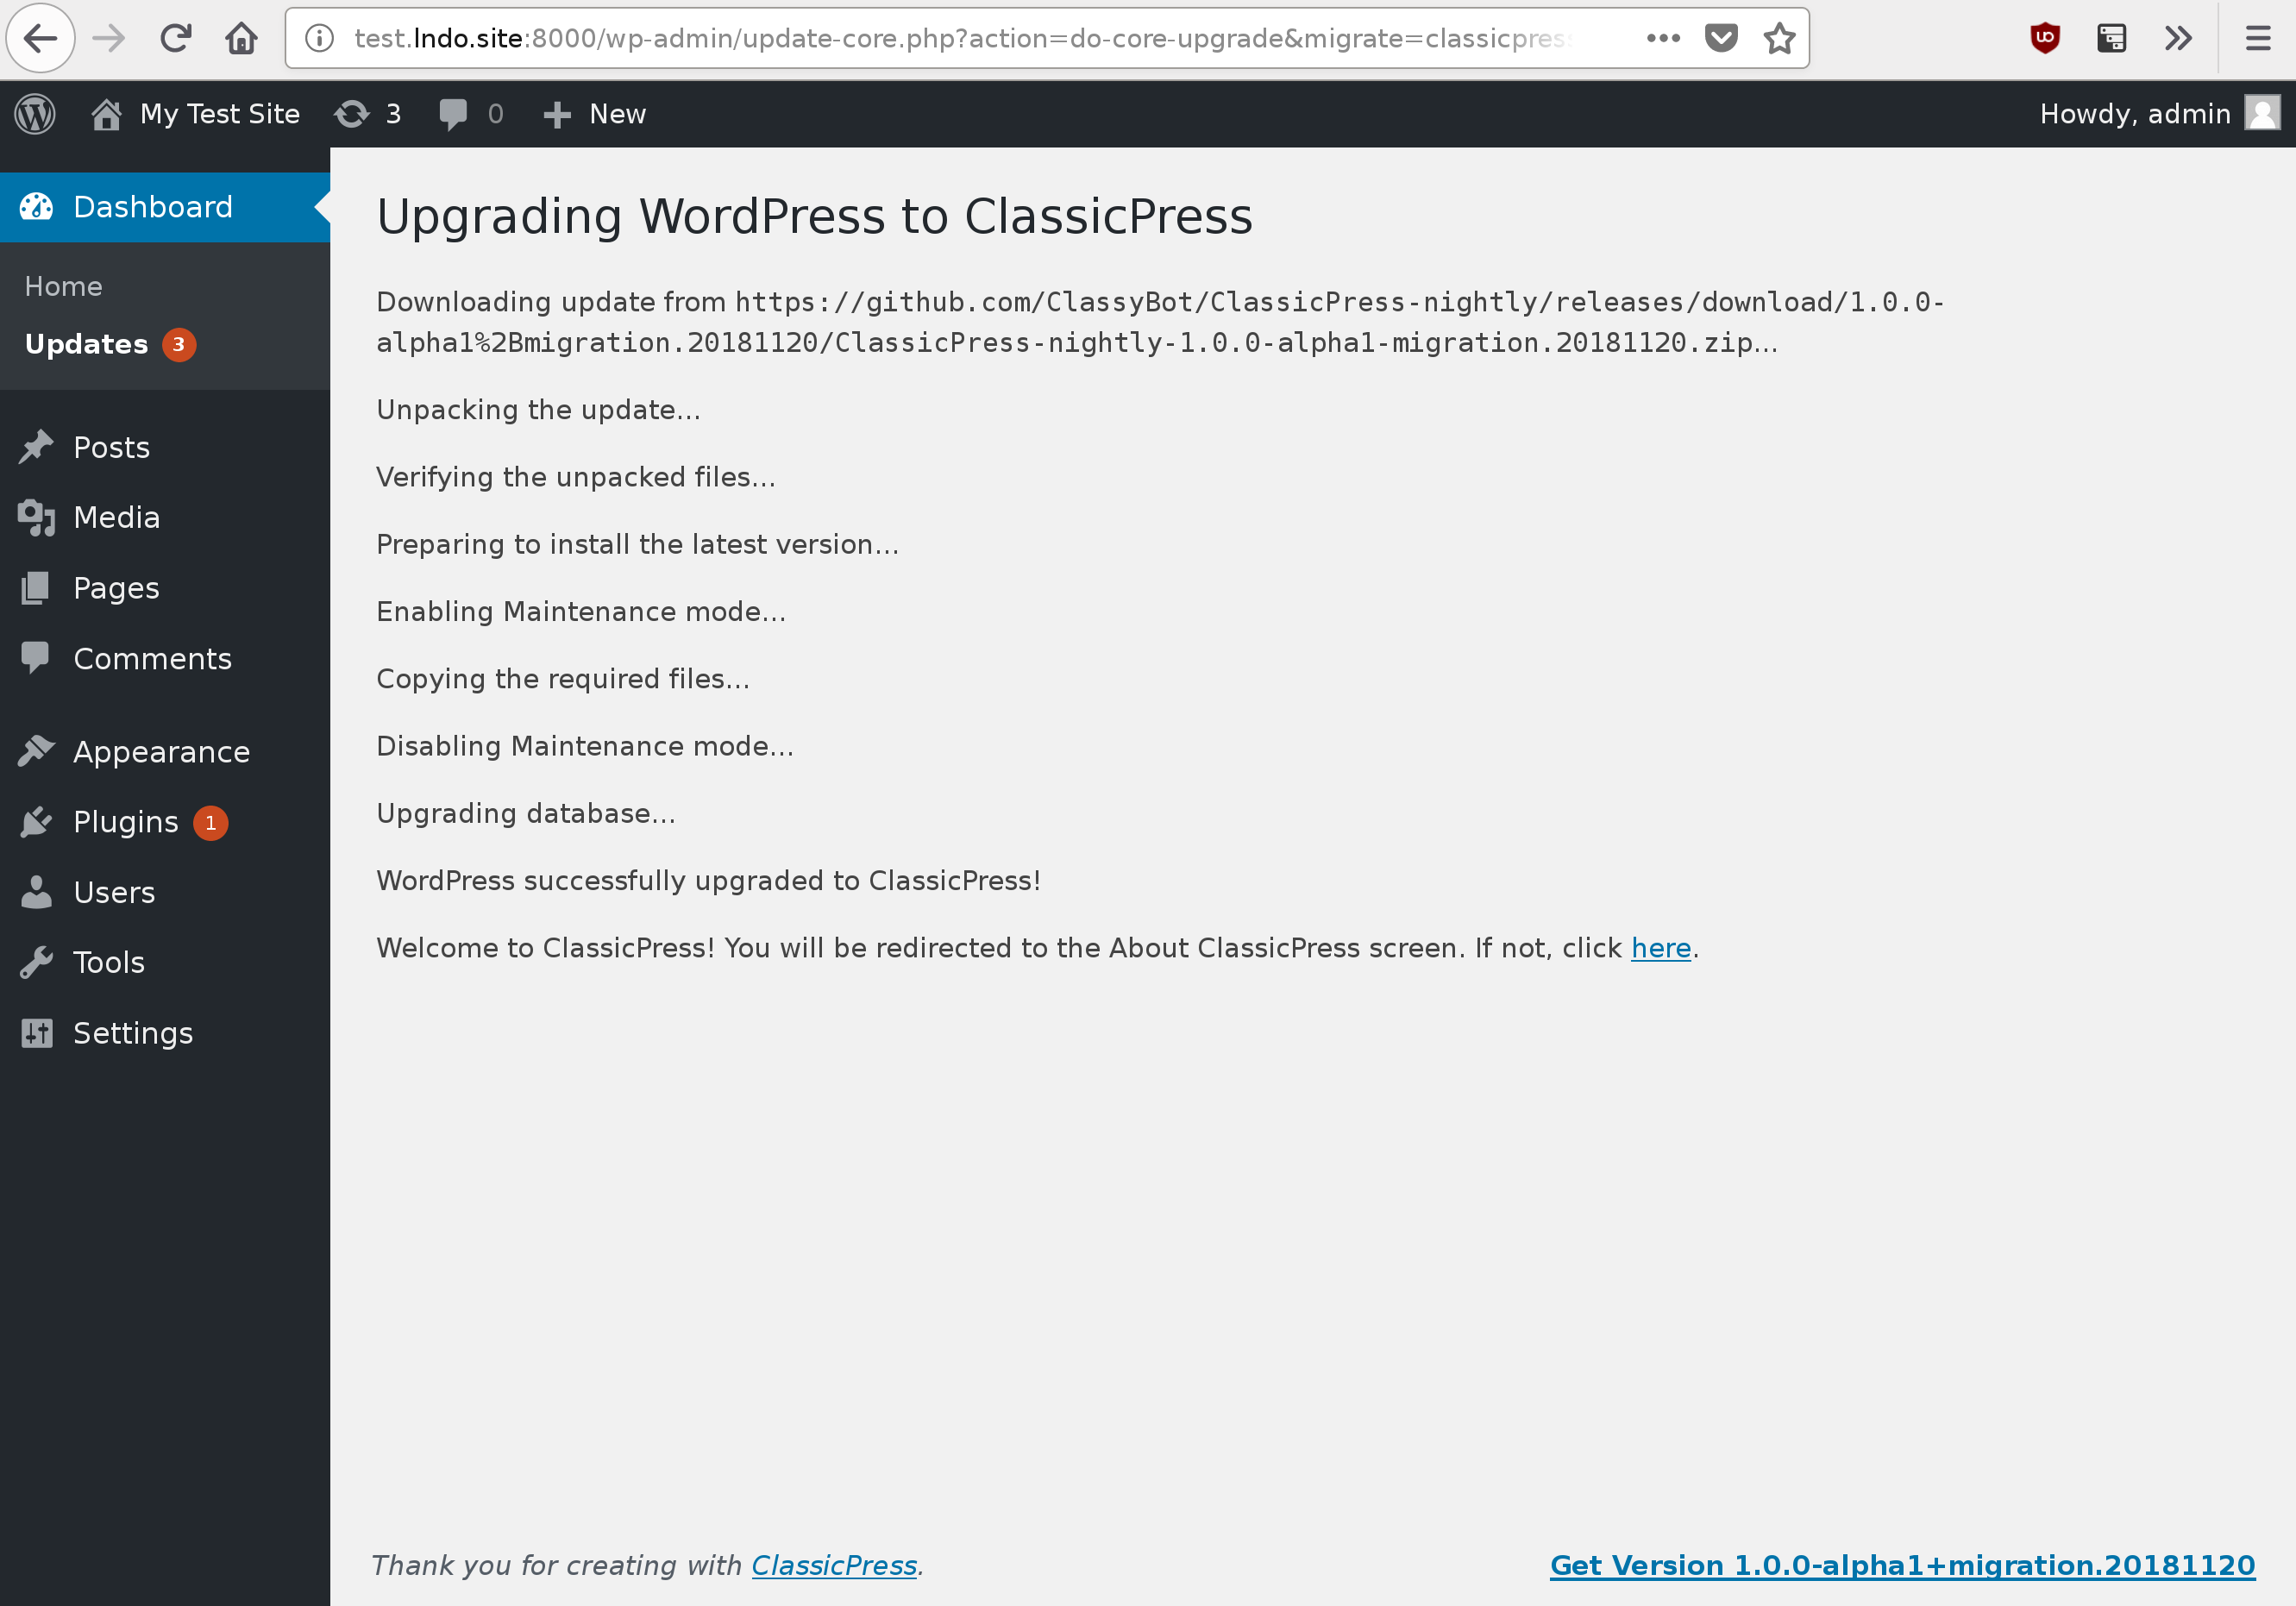 test.lndo.site:8000/wp-admin/update-core.php?action=do-core-upgrade&migrate=classicpress
My Test Site 3 0 New Howdy, admin
Dashboard
Home
Updates 3
Posts
Media
Pages
Comments
Appearance
Plugins 1
Users
Tools
Settings
Upgrading WordPress to ClassicPress
Downloading update from https://github.com/ClassyBot/ClassicPress-nightly/releases/download/1.0.0-
alpha1%2Bmigration.20181120/ClassicPress-nightly-1.0.0-alpha1-migration.20181120.zip…
Unpacking the update…
Verifying the unpacked files…
Preparing to install the latest version…
Enabling Maintenance mode…
Copying the required files…
Disabling Maintenance mode…
Upgrading database…
WordPress successfully upgraded to ClassicPress!
Welcome to ClassicPress! You will be redirected to the About ClassicPress screen. If not, click here.
Thank you for creating with ClassicPress.
Get Version 1.0.0-alpha1+migration.20181120